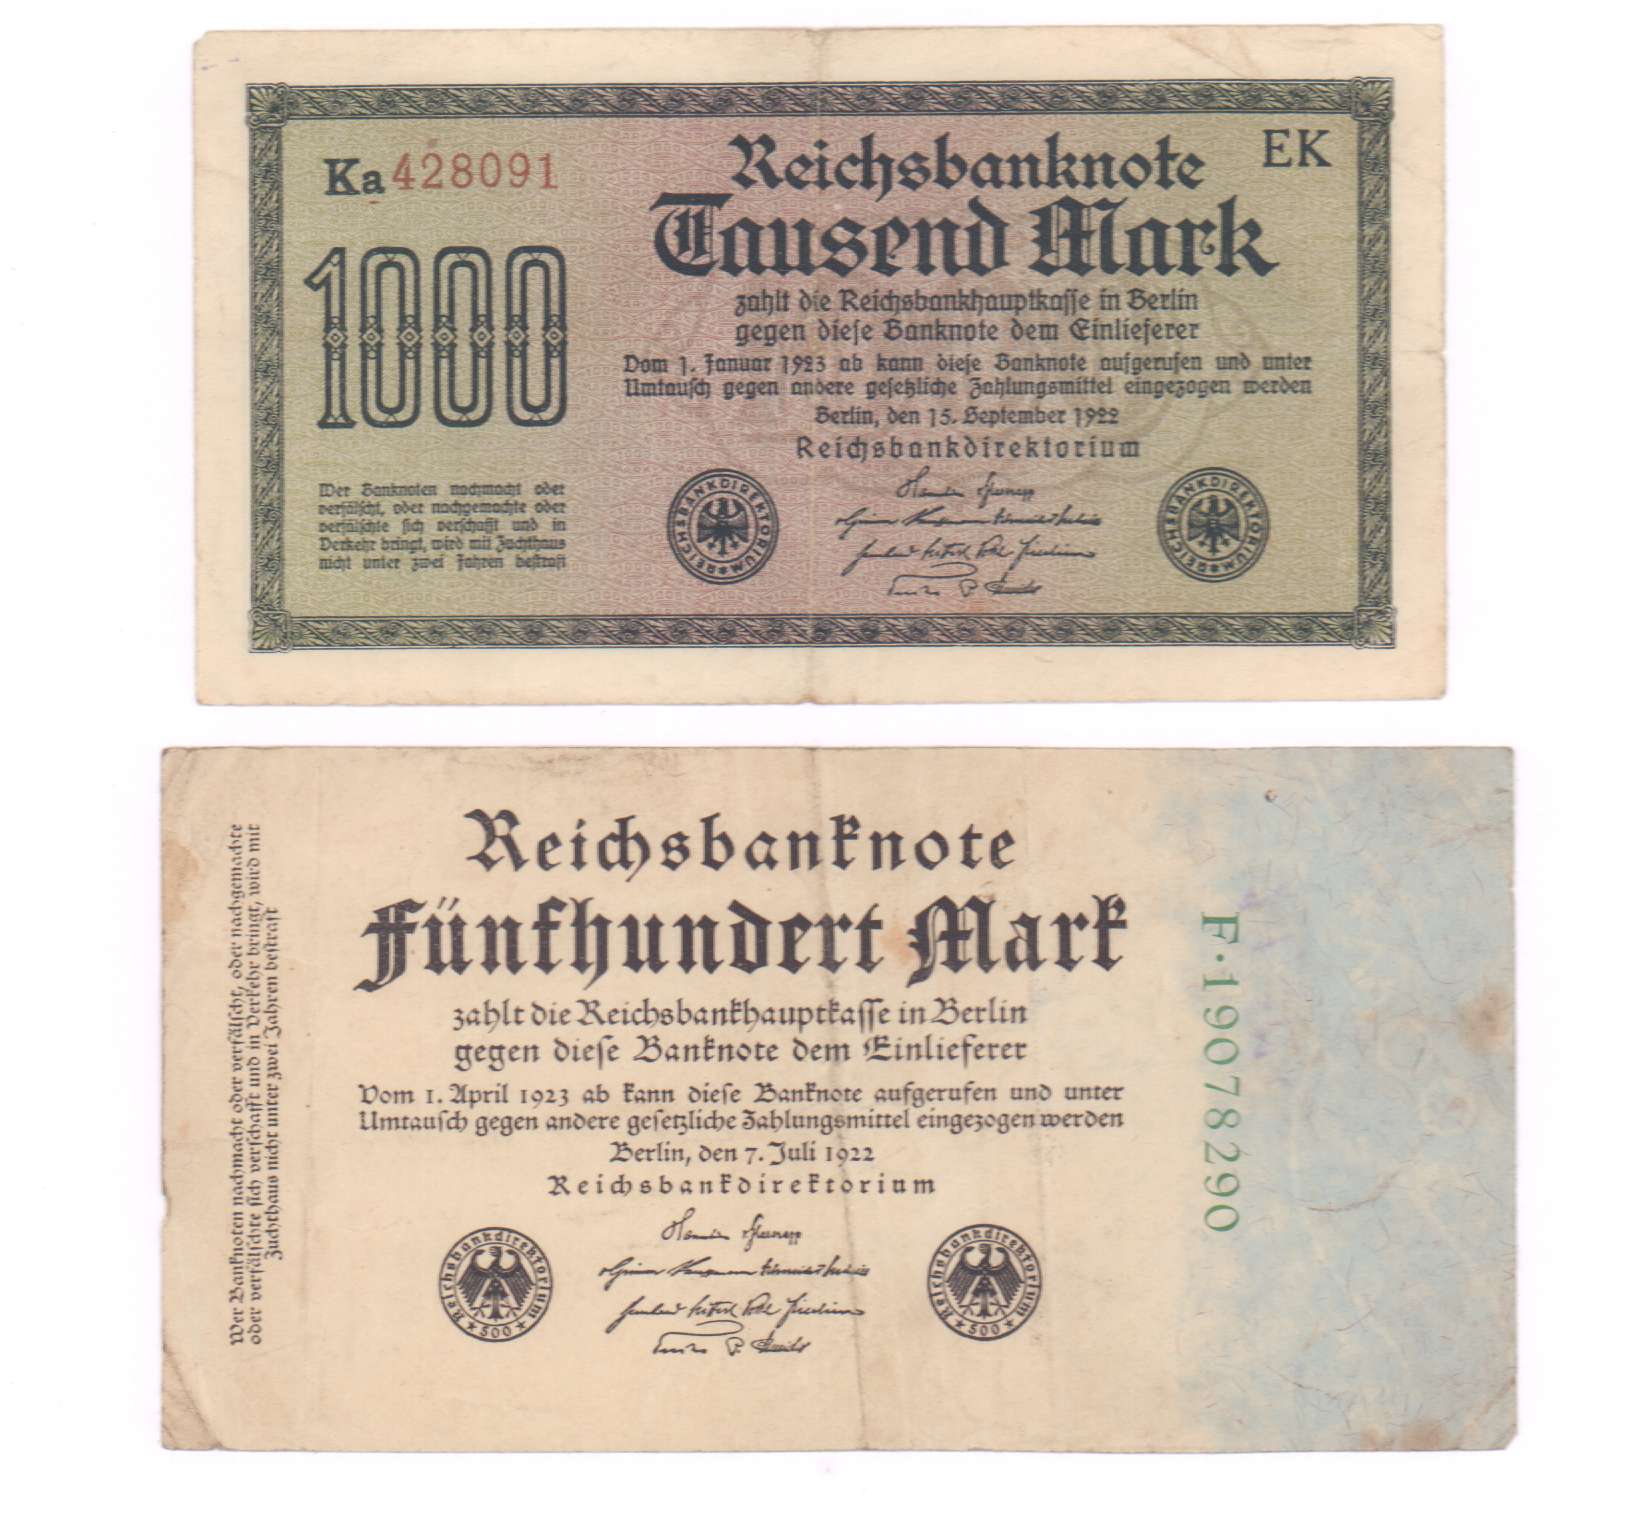 Ka 428091
EK
1000
Reichsbanknote
Tausend Mark
zahlt die Reichsbankhauptkasse in Berlin
gegen diese Banknote dem Einlieferer
Vom 1. Januar 1923 ab kann diese Banknote aufgerufen und unter
Umtausch gegen andere gesetzliche Zahlungsmittel eingezogen werden
Berlin, den 15. September 1922
Reichsbankdirektorium
Wer Banknoten nachmacht oder
verfälscht, oder nachgemachte oder
verfälschte sich verschafft und in
Verkehr bringt, wird mit Zuchthaus
nicht unter zwei Jahren bestraft
REICHSBANKDIREKTORIUM
REICHSBANKDIREKTORIUM
Wer Banknoten nachmacht oder verfälscht, oder nachgemachte
oder verfälschte sich verschafft und in Verkehr bringt, wird mit
Zuchthaus nicht unter zwei Jahren bestraft
Reichsbanknote
Fünfhundert Mark
zahlt die Reichsbankhauptkasse in Berlin
gegen diese Banknote dem Einlieferer
Vom 1. April 1923 ab kann diese Banknote aufgerufen und unter
Umtausch gegen andere gesetzliche Zahlungsmittel eingezogen werden
Berlin, den 7. Juli 1922
Reichsbankdirektorium
Reichsbankdirektorium
500
Reichsbankdirektorium
500
F·19078290